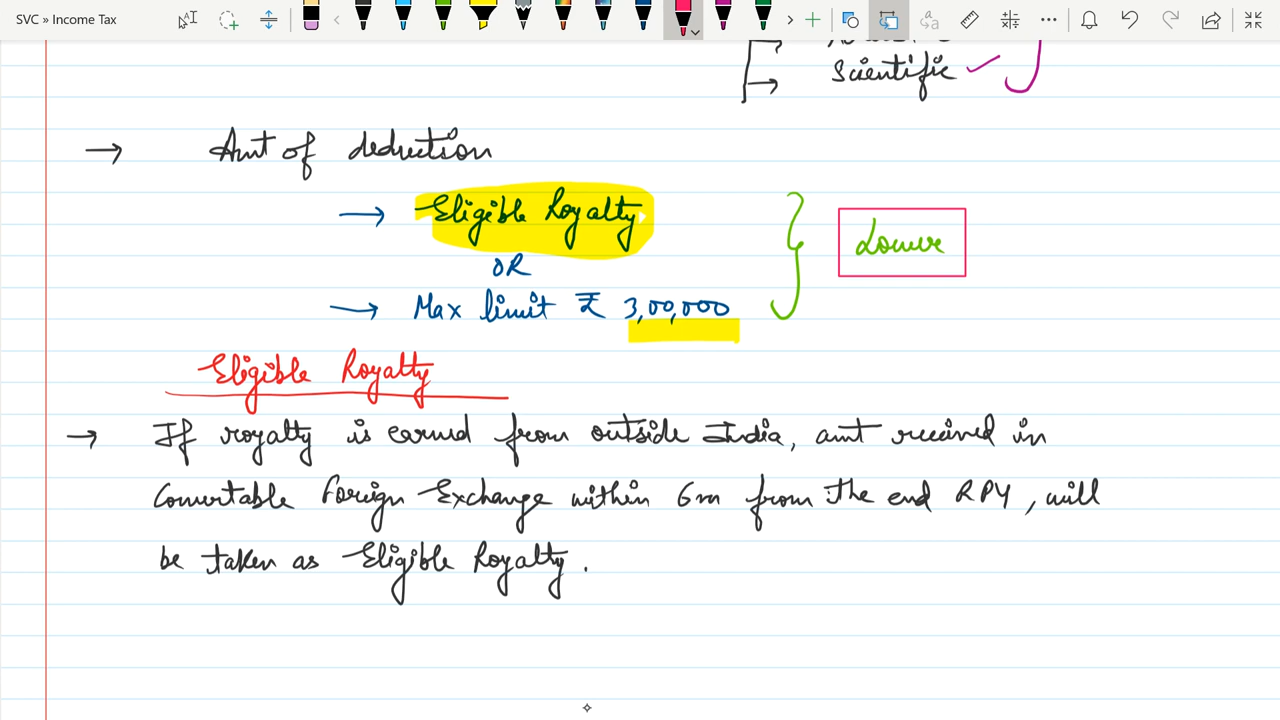 SVC » Income Tax
Scientific
→ Amt of deduction
→ Eligible Royalty
OR
Lower
→ Max limit ₹ 3,00,000
Eligible Royalty
→ If royalty is earned from outside India, amt received in
Convertable Foreign Exchange within 6m from the end RPY, will
be taken as Eligible Royalty.